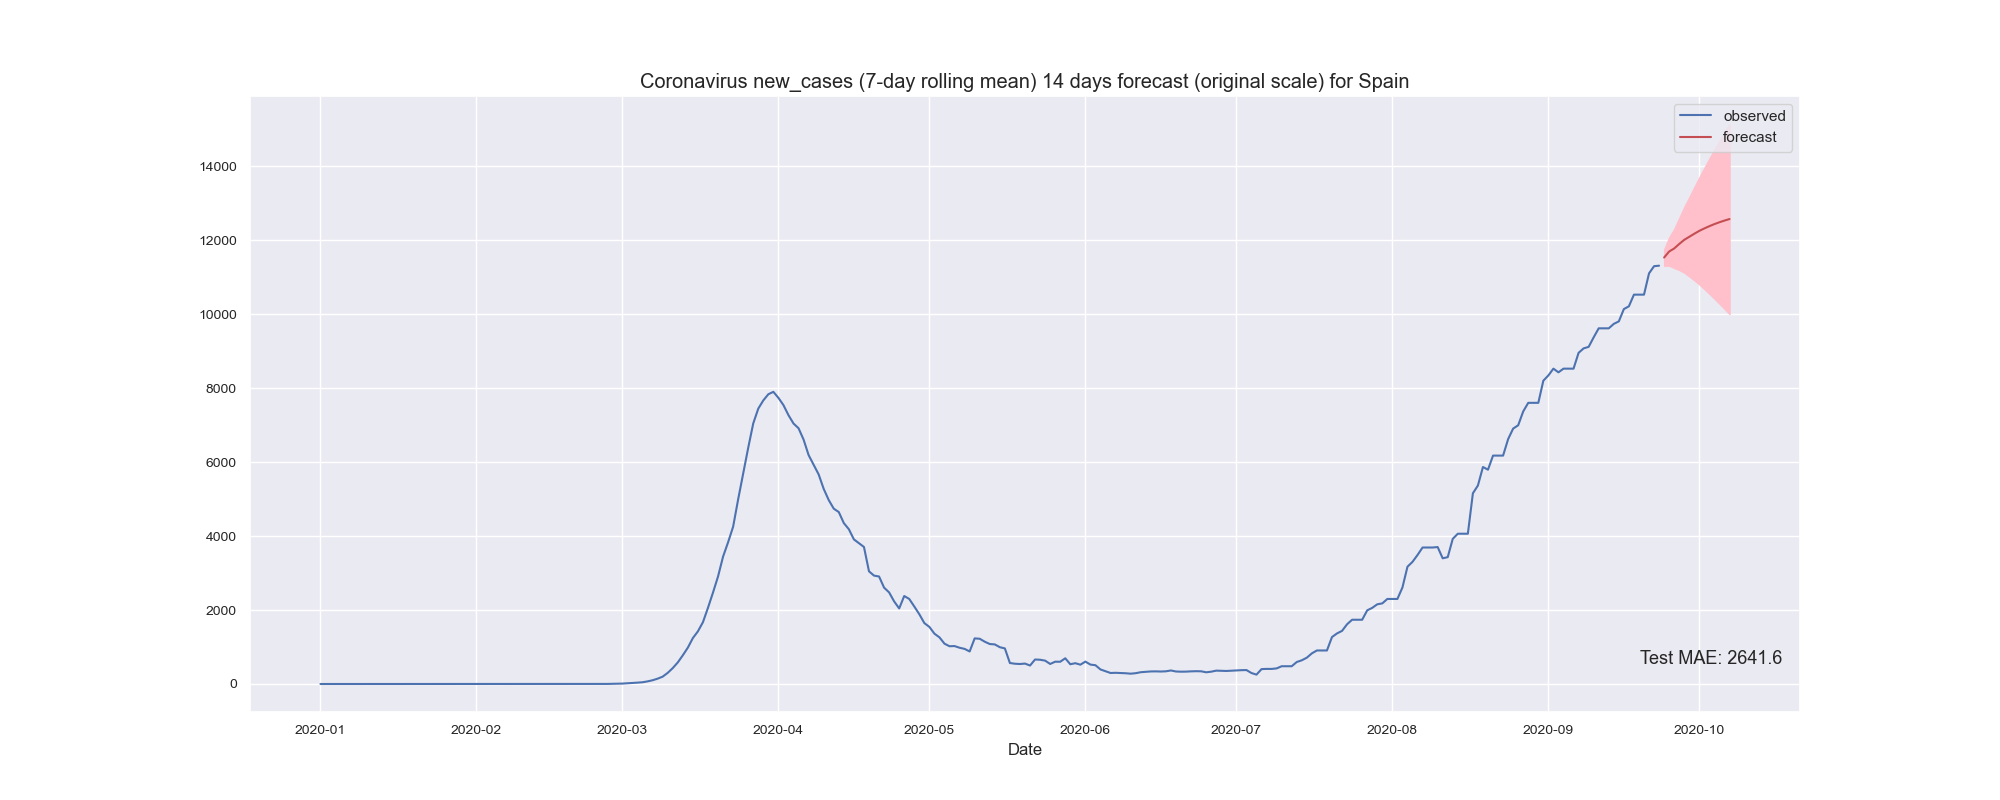 Coronavirus new_cases (7-day rolling mean) 14 days forecast (original scale) for Spain
observed
forecast
14000
12000
10000
8000
6000
4000
2000
0
Test MAE: 2641.6
2020-01 2020-02 2020-03 2020-04 2020-05 2020-06 2020-07 2020-08 2020-09 2020-10
Date